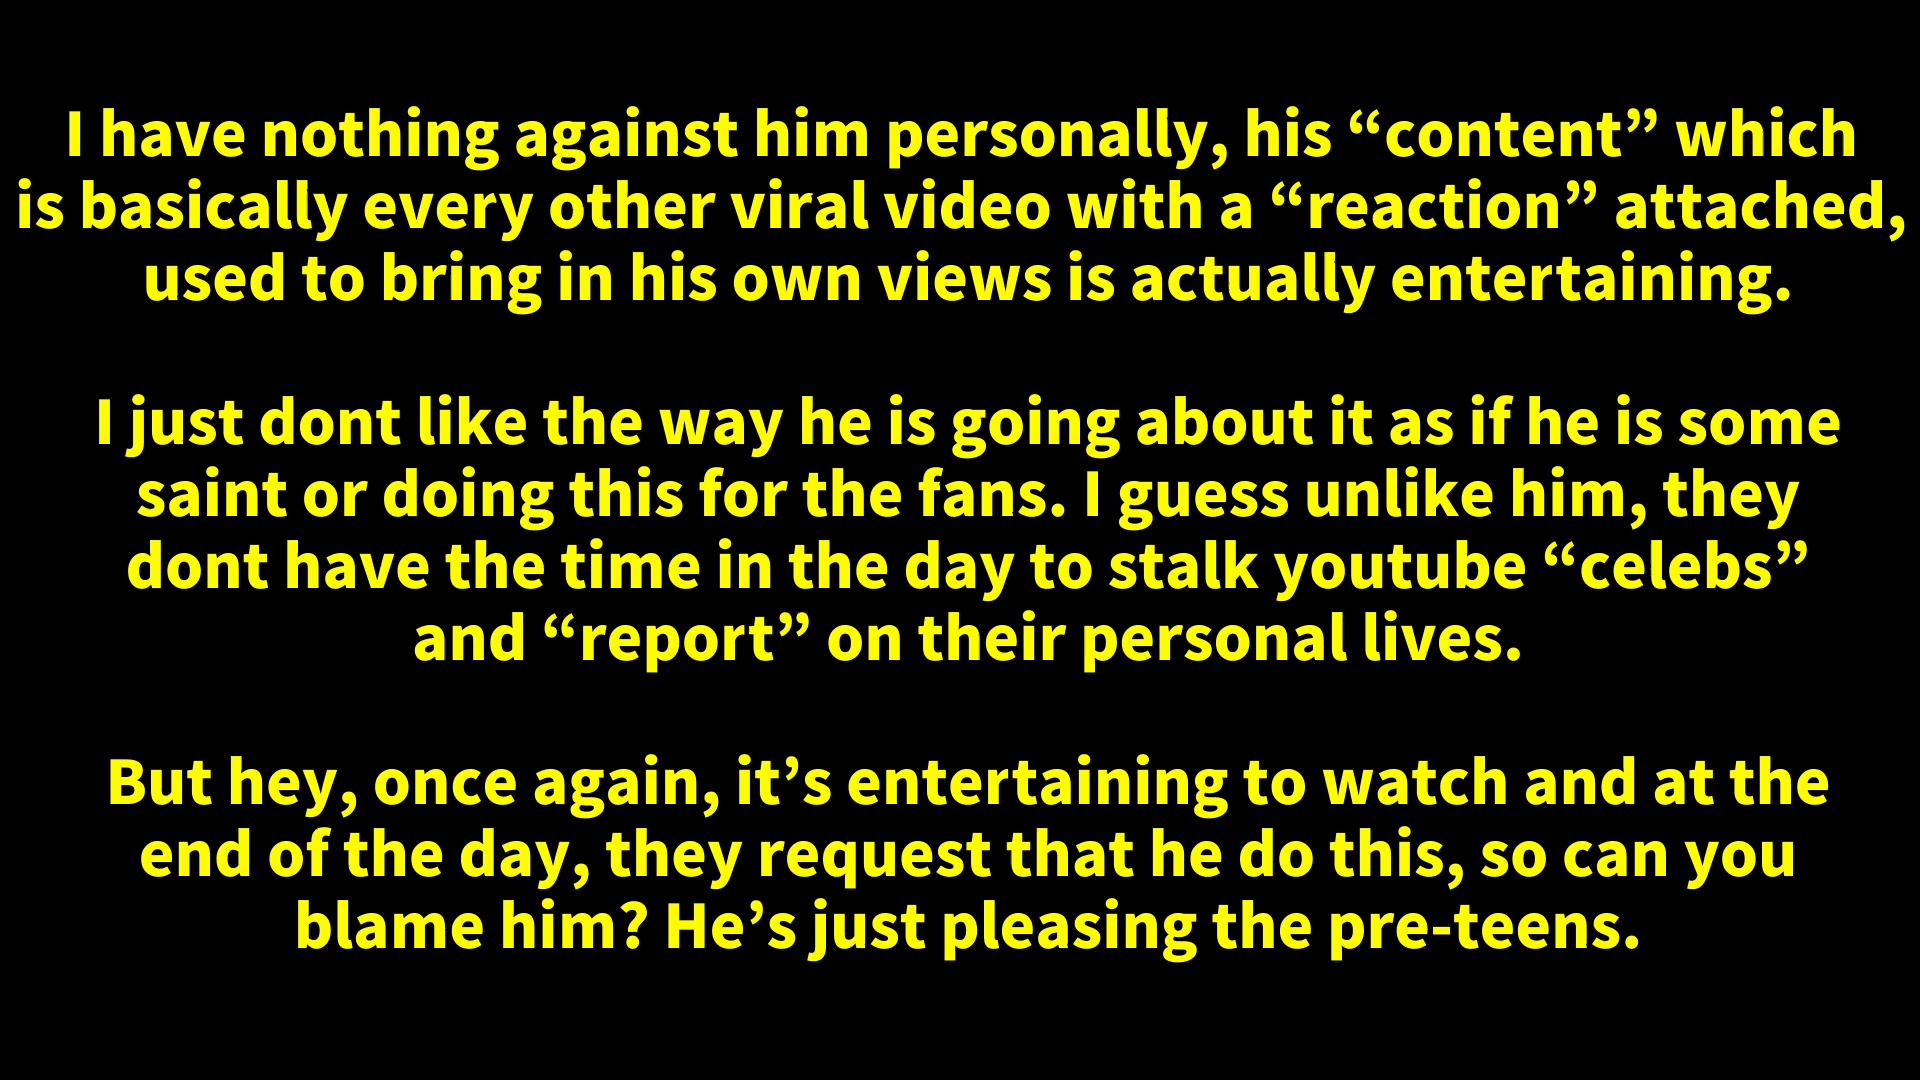 I have nothing against him personally, his “content” which
is basically every other viral video with a “reaction” attached,
used to bring in his own views is actually entertaining.
I just dont like the way he is going about it as if he is some
saint or doing this for the fans. I guess unlike him, they
dont have the time in the day to stalk youtube “celebs”
and “report” on their personal lives.
But hey, once again, it’s entertaining to watch and at the
end of the day, they request that he do this, so can you
blame him? He’s just pleasing the pre-teens.